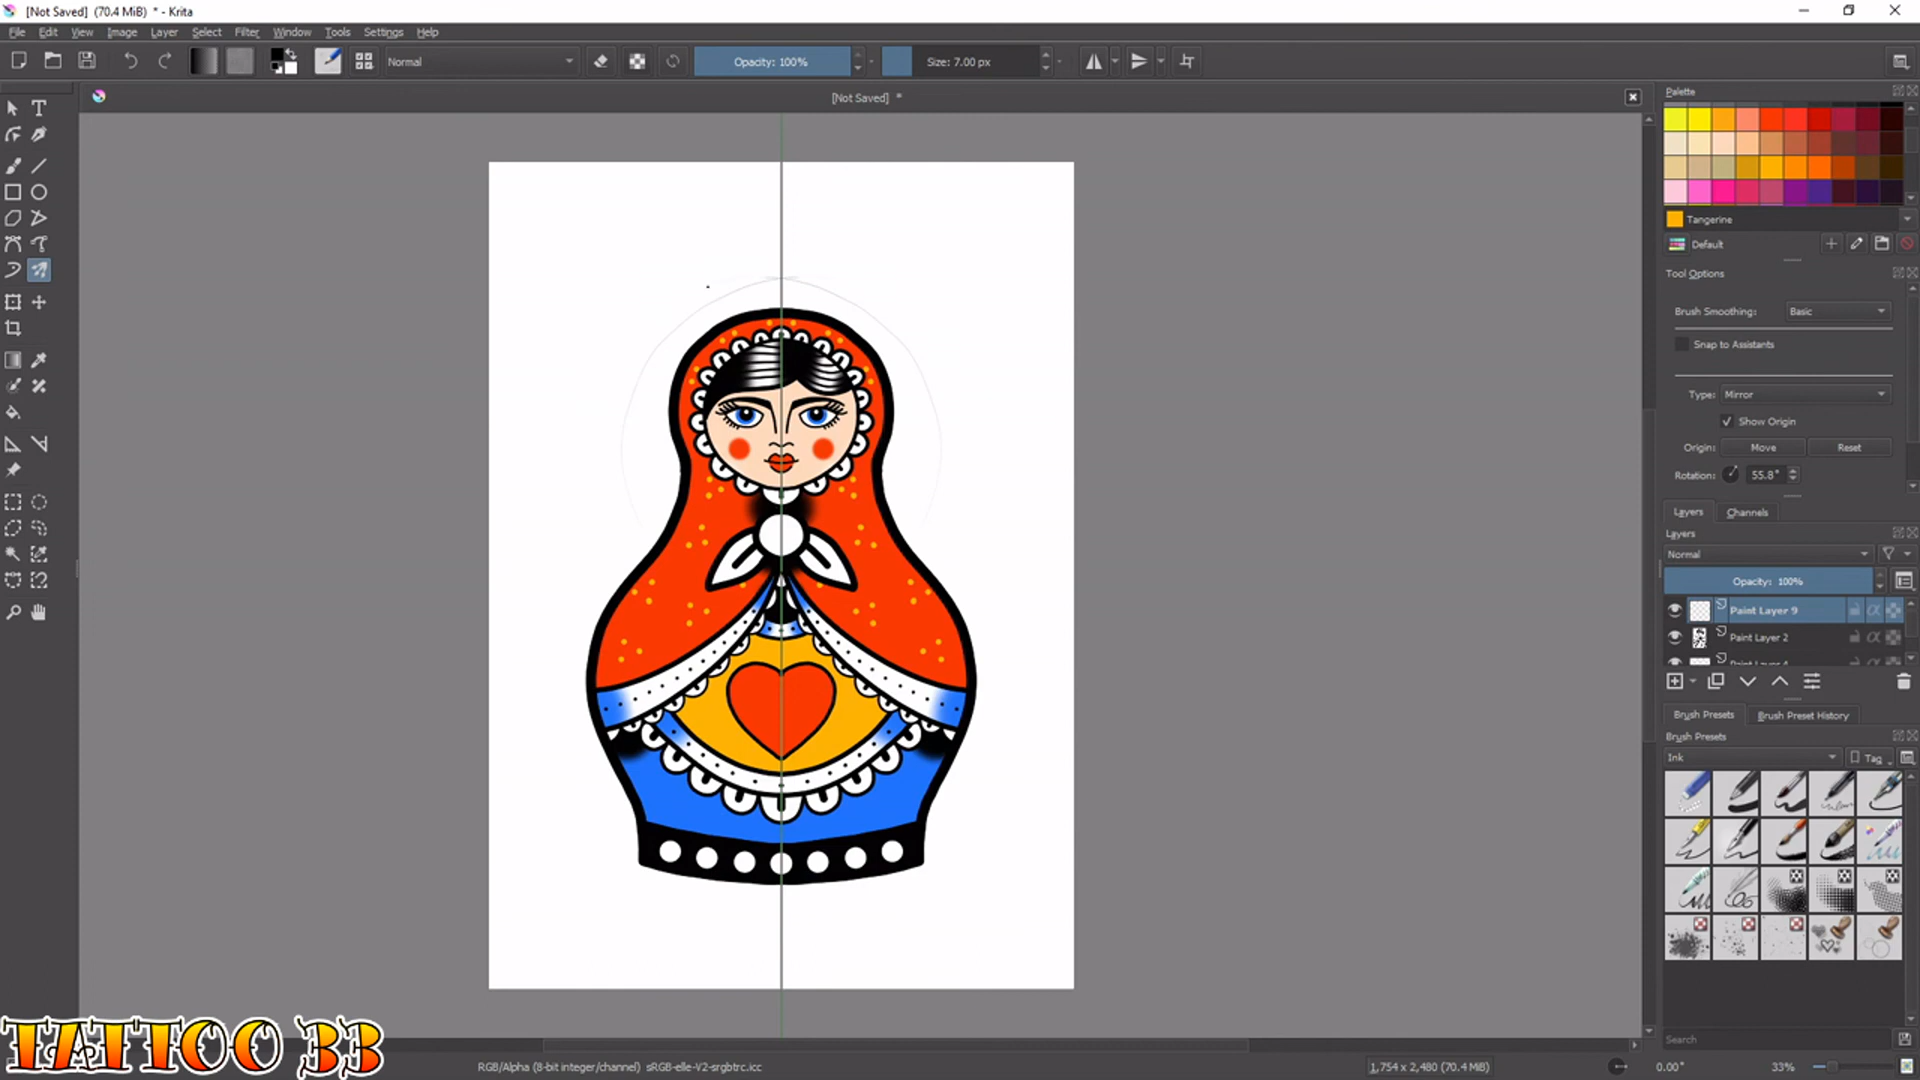 [Not Saved] (70.4 MiB) * - Krita
File Edit View Image Layer Select Filter Settings Window Tools Settings Help
Normal
Opacity: 100%
Size: 7.00 px
[Not Saved] *
Palette
Tangerine
Default
Tool Options
Brush Smoothing: Basic
Snap to Assistants
Type: Mirror
Show Origin
Origin: Move Reset
Rotation: 55.8°
Layers Channels
Layers
Normal
Opacity: 100%
Paint Layer 9
Paint Layer 2
Brush Presets Brush Preset History
Brush Presets
Ink
Tag
Search
TATTOO BB
RGB/Alpha (8-bit integer/channel) sRGB-elle-V2-srgbtrc.icc
1,754 x 2,480 (70.4 MiB)
0.00°
33%